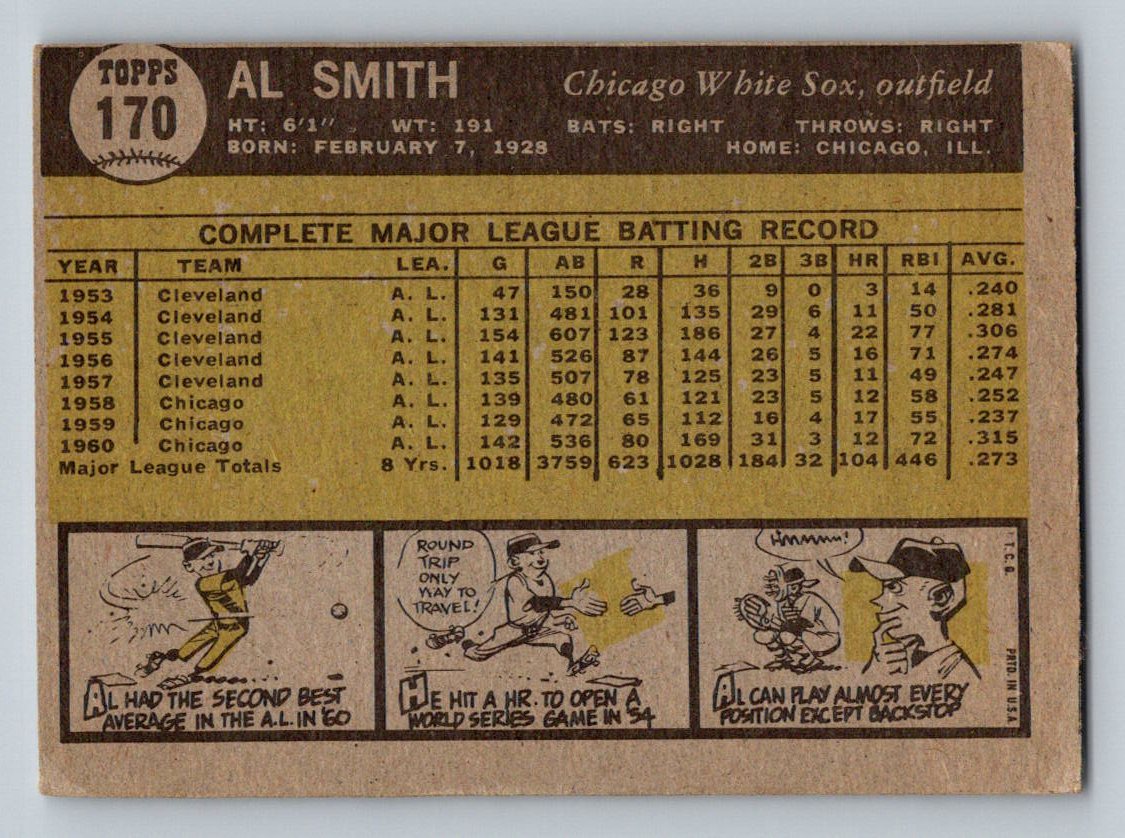 TOPPS
170
AL SMITH
Chicago White Sox, outfield
HT: 6'1" WT: 191 BATS: RIGHT THROWS: RIGHT
BORN: FEBRUARY 7, 1928 HOME: CHICAGO, ILL.
COMPLETE MAJOR LEAGUE BATTING RECORD
YEAR TEAM LEA. G AB R H 2B 3B HR RBI AVG.
1953 Cleveland A. L. 47 150 28 36 9 0 3 14 .240
1954 Cleveland A. L. 131 481 101 135 29 6 11 50 .281
1955 Cleveland A. L. 154 607 123 186 27 4 22 77 .306
1956 Cleveland A. L. 141 526 87 144 26 5 16 71 .274
1957 Cleveland A. L. 135 507 78 125 23 5 11 49 .247
1958 Chicago A. L. 139 480 61 121 23 5 12 58 .252
1959 Chicago A. L. 129 472 65 112 16 4 17 55 .237
1960 Chicago A. L. 142 536 80 169 31 3 12 72 .315
Major League Totals 8 Yrs. 1018 3759 623 1028 184 32 104 446 .273
AL HAD THE SECOND BEST
AVERAGE IN THE A.L. IN '60
ROUND
TRIP
ONLY
WAY TO
TRAVEL!
HE HIT A HR. TO OPEN A
WORLD SERIES GAME IN '54
Hmmmm!
AL CAN PLAY ALMOST EVERY
POSITION EXCEPT BACKSTOP
T. C. G.
PRTD. IN U.S.A.